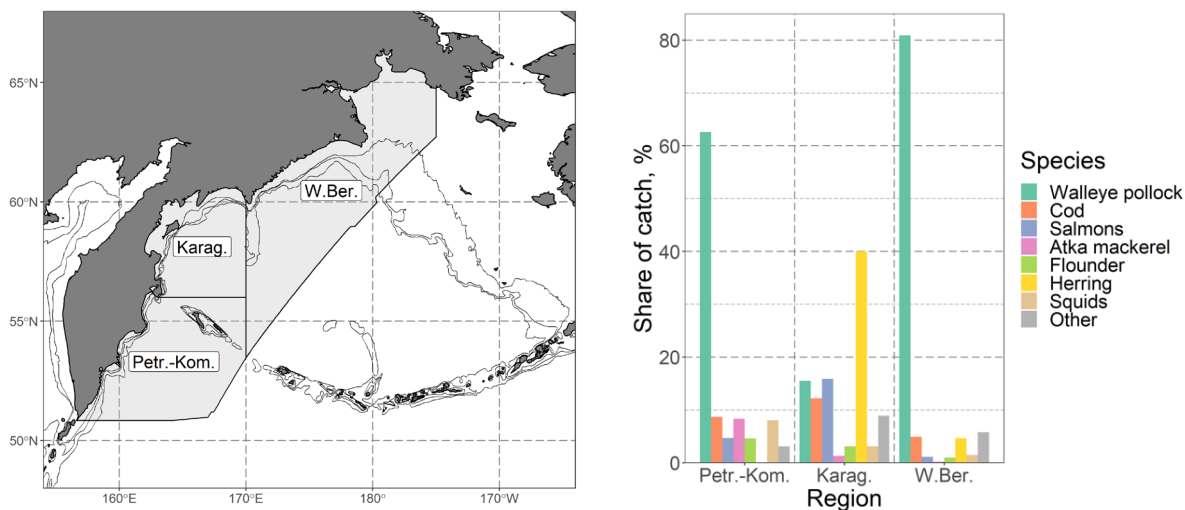 65°N
60°N
55°N
50°N
160°E
170°E
180°
170°W
W.Ber.
Karag.
Petr.-Kom.
Share of catch, %
80
60
40
20
0
Petr.-Kom.
Karag.
W.Ber.
Region
Species
Walleye pollock
Cod
Salmons
Atka mackerel
Flounder
Herring
Squids
Other